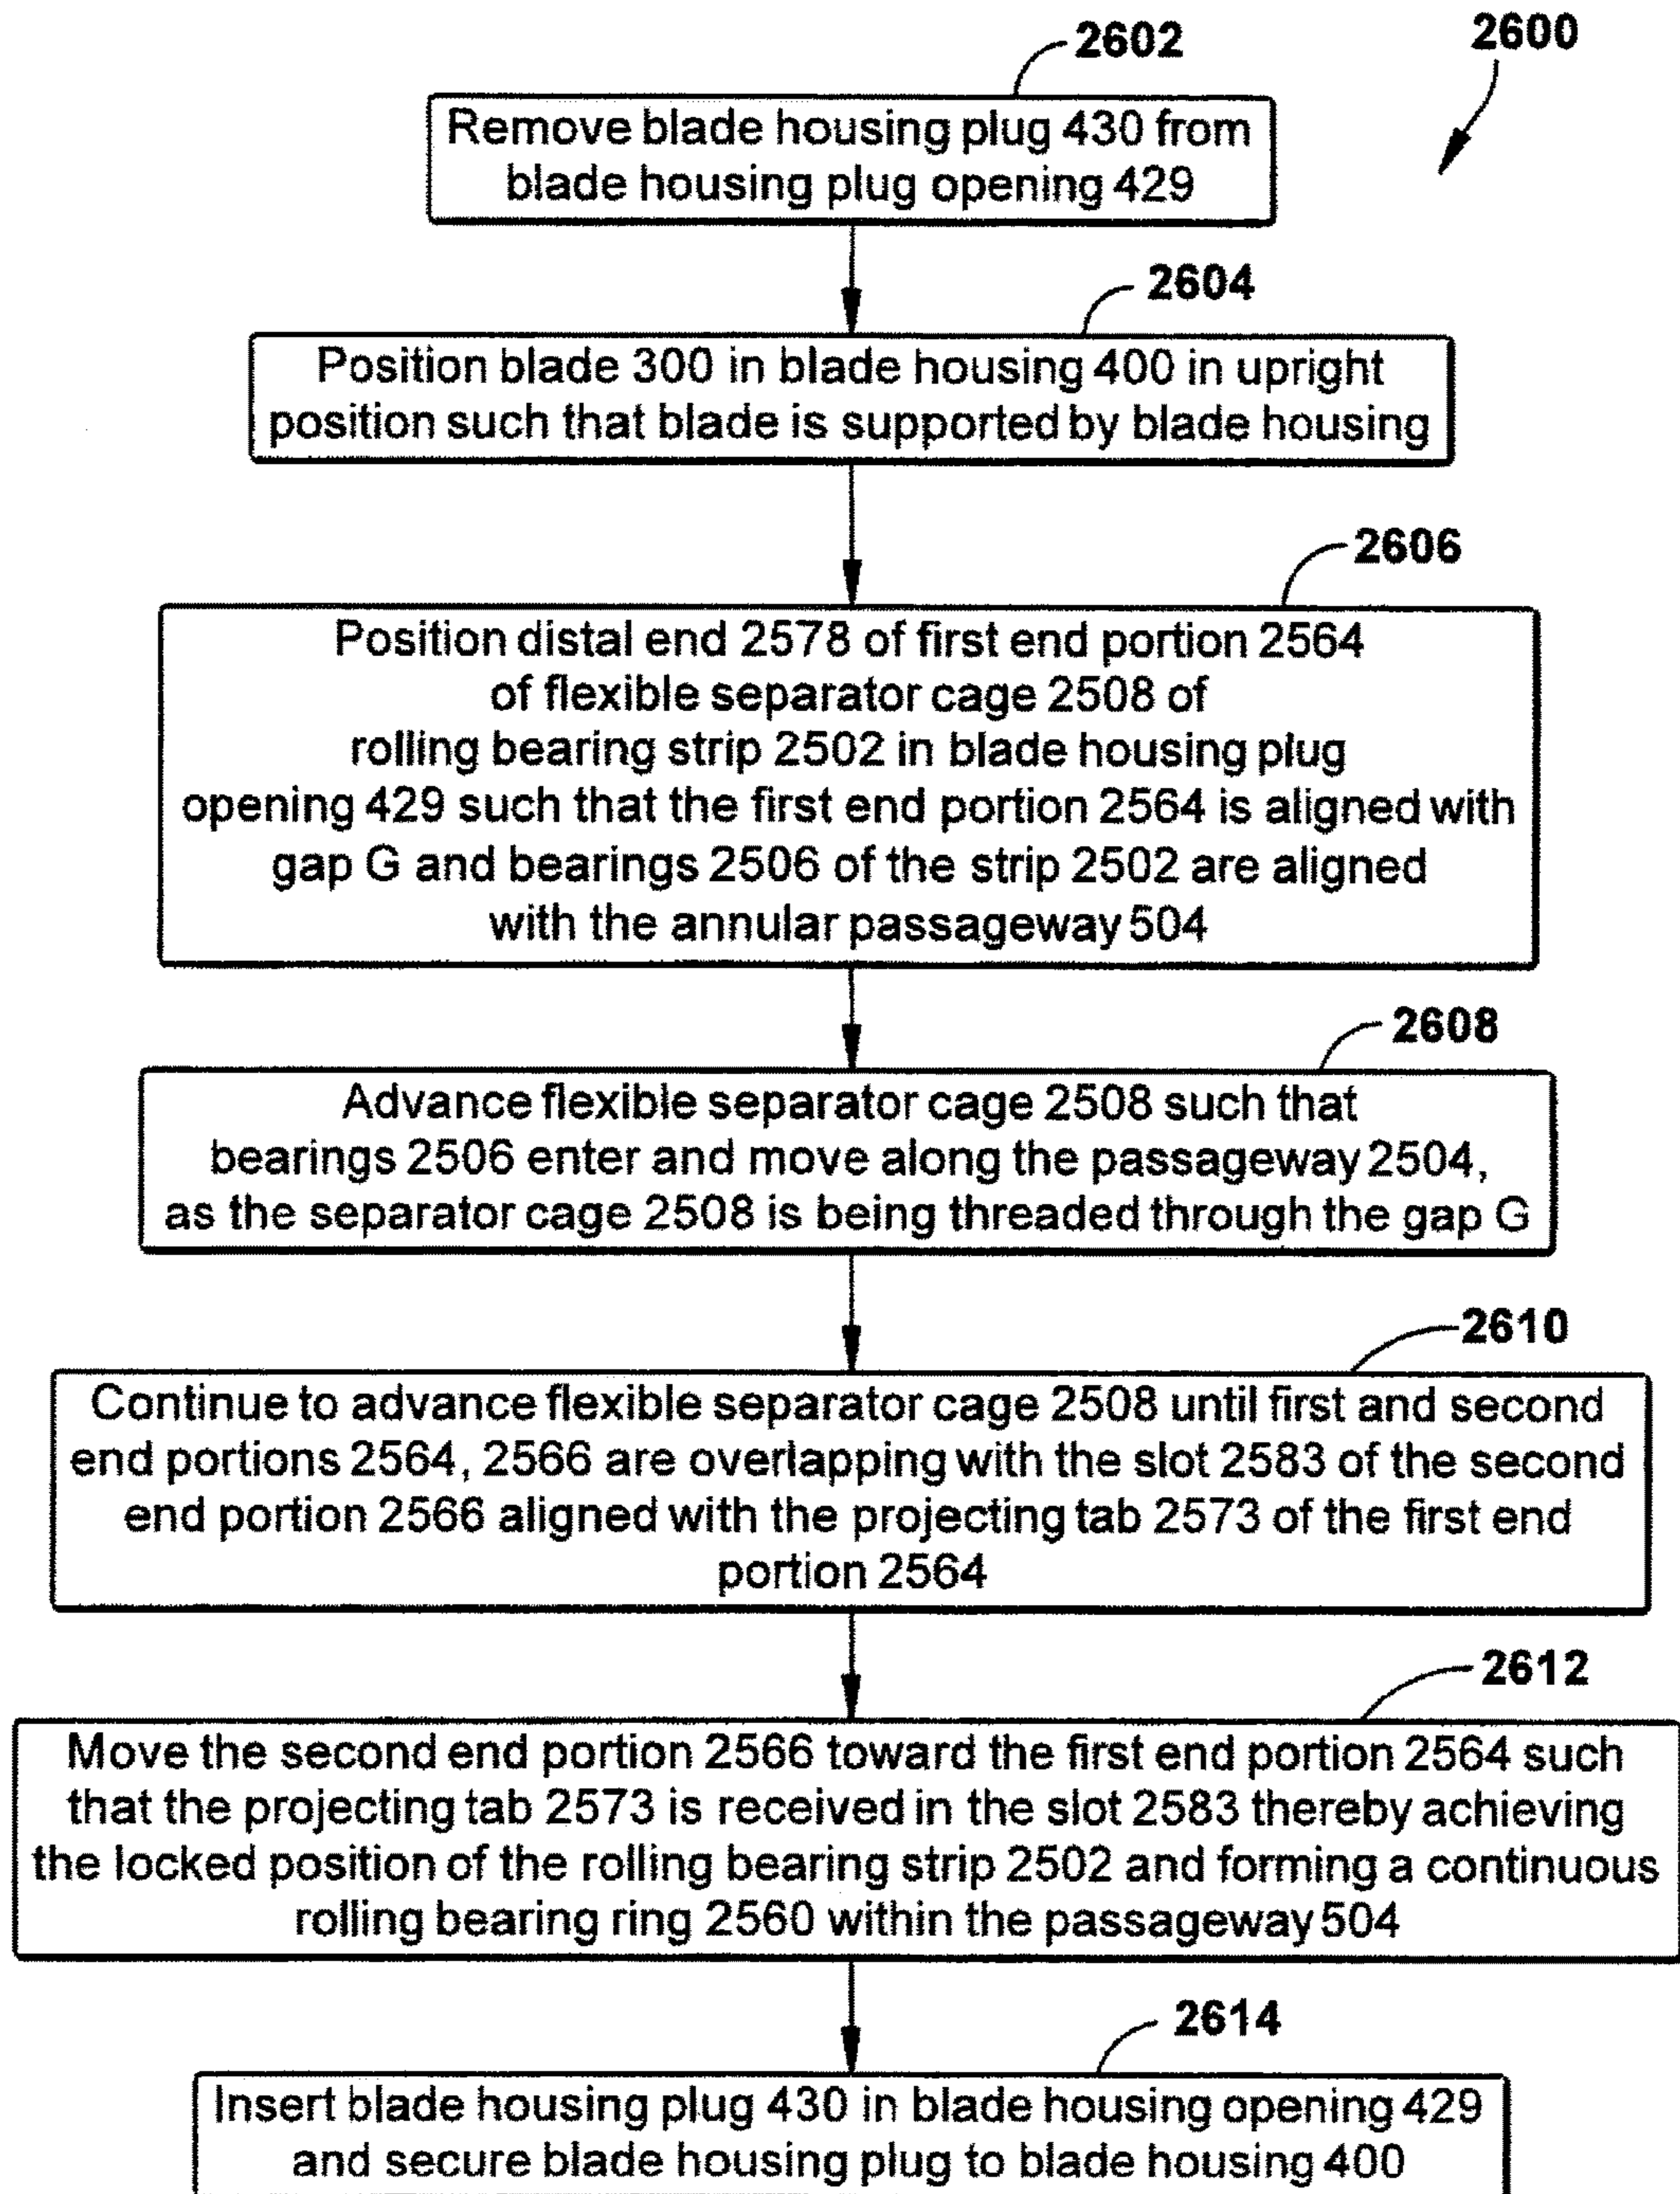 2602
2600
Remove blade housing plug 430 from
blade housing plug opening 429
2604
Position blade 300 in blade housing 400 in upright
position such that blade is supported by blade housing
2606
Position distal end 2578 of first end portion 2564
of flexible separator cage 2508 of
rolling bearing strip 2502 in blade housing plug
opening 429 such that the first end portion 2564 is aligned with
gap G and bearings 2506 of the strip 2502 are aligned
with the annular passageway 504
2608
Advance flexible separator cage 2508 such that
bearings 2506 enter and move along the passageway 2504,
as the separator cage 2508 is being threaded through the gap G
2610
Continue to advance flexible separator cage 2508 until first and second
end portions 2564, 2566 are overlapping with the slot 2583 of the second
end portion 2566 aligned with the projecting tab 2573 of the first end
portion 2564
2612
Move the second end portion 2566 toward the first end portion 2564 such
that the projecting tab 2573 is received in the slot 2583 thereby achieving
the locked position of the rolling bearing strip 2502 and forming a continuous
rolling bearing ring 2560 within the passageway 504
2614
Insert blade housing plug 430 in blade housing opening 429
and secure blade housing plug to blade housing 400